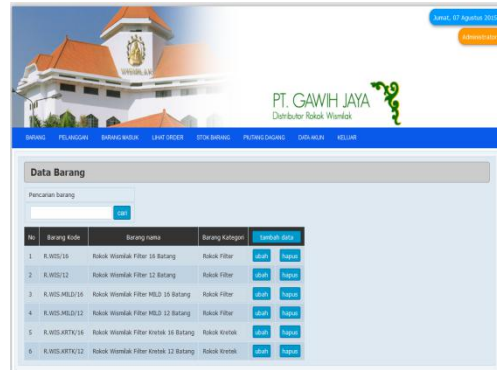 Jumat, 07 Agustus 2015
Administrator
WISMILAK
PT. GAWIH JAYA
Distributor Rokok Wismilak
BARANG PELANGGAN BARANG MASUK LIHAT ORDER STOK BARANG PIUTANG DAGANG DATA AKUN KELUAR
Data Barang
Pencarian barang
cari
No Barang Kode Barang nama Barang Kategori tambah data
1 R.WIS/16 Rokok Wismilak Filter 16 Batang Rokok Filter ubah hapus
2 R.WIS/12 Rokok Wismilak Filter 12 Batang Rokok Filter ubah hapus
3 R.WIS.MILD/16 Rokok Wismilak Filter MILD 16 Batang Rokok Filter ubah hapus
4 R.WIS.MILD/12 Rokok Wismilak Filter MILD 12 Batang Rokok Filter ubah hapus
5 R.WIS.KRTK/16 Rokok Wismilak Filter Kretek 16 Batang Rokok Kretek ubah hapus
6 R.WIS.KRTK/12 Rokok Wismilak Filter Kretek 12 Batang Rokok Kretek ubah hapus